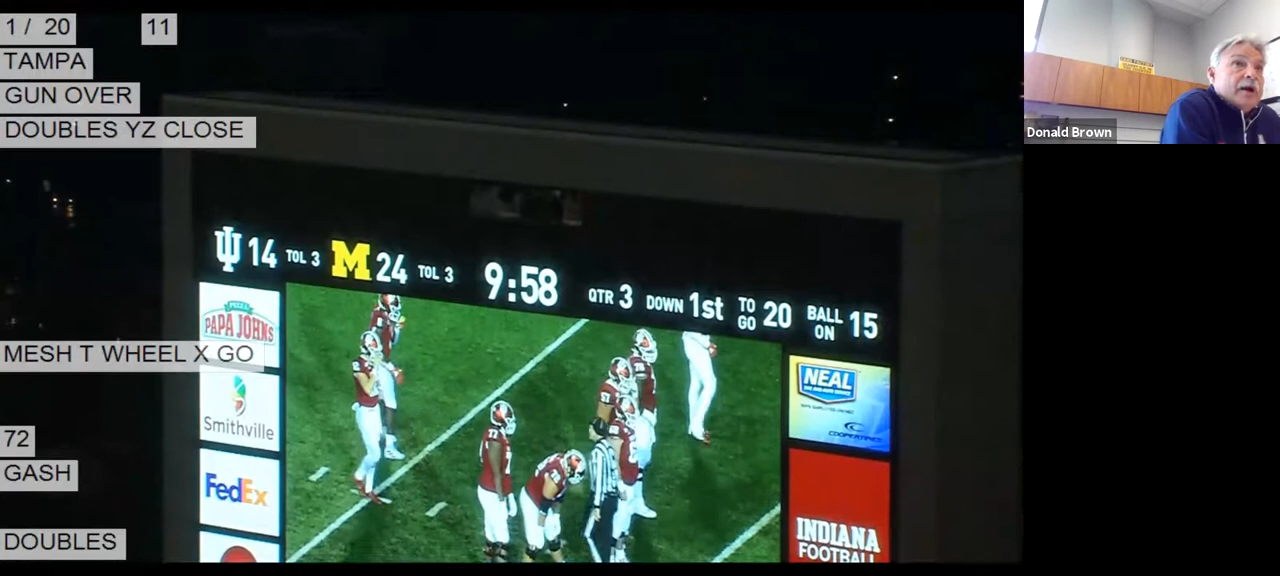 1 / 20
11
TAMPA
GUN OVER
DOUBLES YZ CLOSE
MESH T WHEEL X GO
72
GASH
DOUBLES
14 TOL 3 M 24 TOL 3 9:58 QTR 3 DOWN 1st TO GO 20 BALL ON 15
PIZZA
PAPA JOHNS
Smithville
FedEx
NEAL
INDIANA
FOOTBALL
Donald Brown